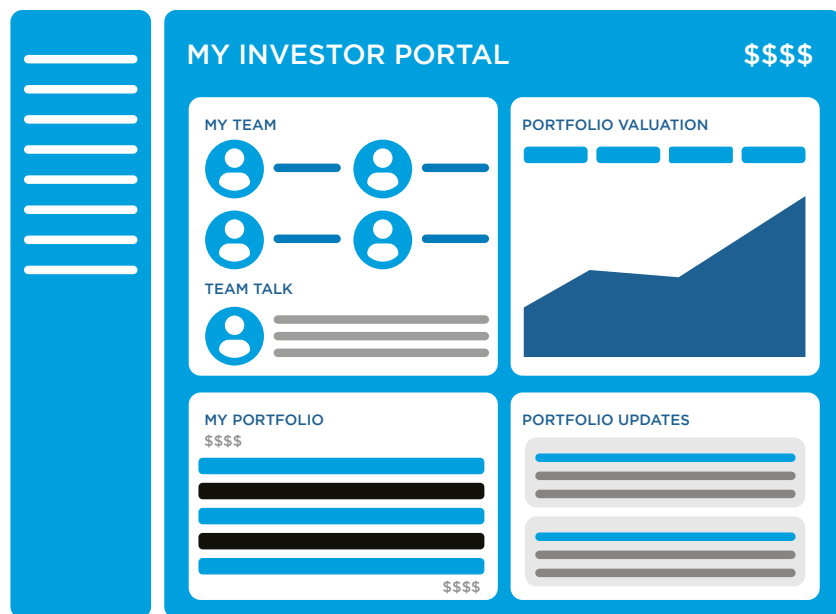 MY INVESTOR PORTAL
$$$$
MY TEAM
TEAM TALK
PORTFOLIO VALUATION
MY PORTFOLIO
$$$$
$$$$
PORTFOLIO UPDATES